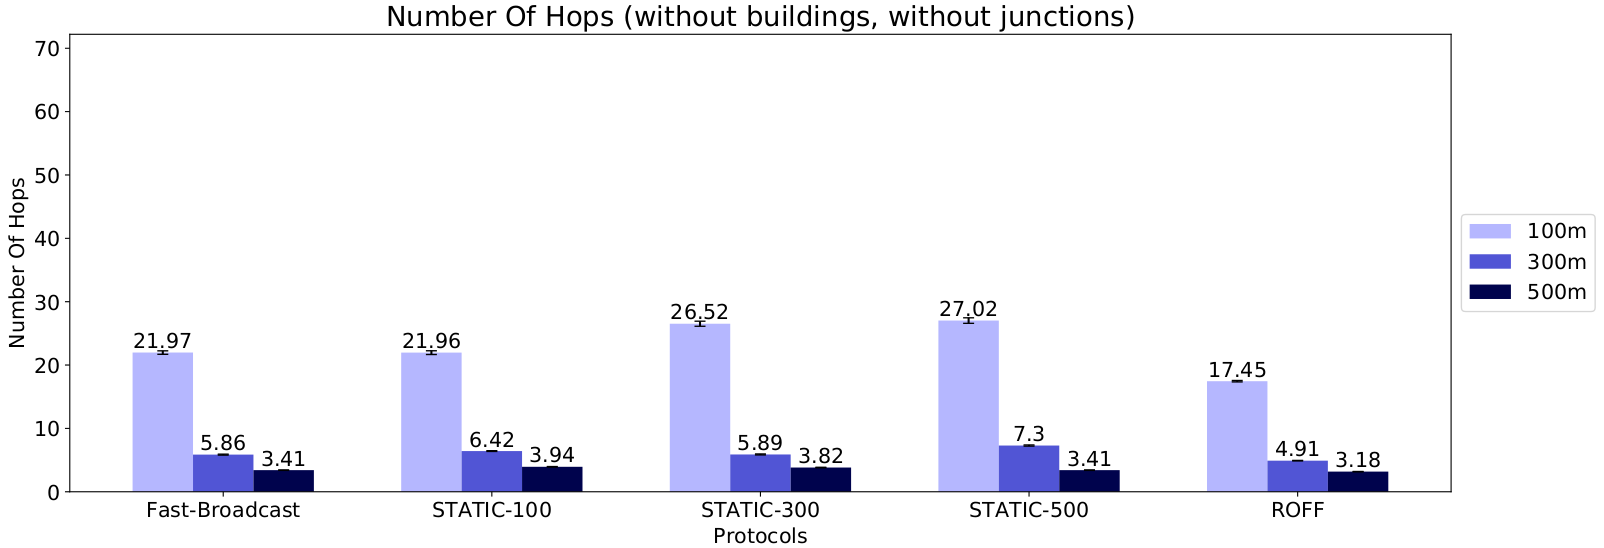 Number Of Hops (without buildings, without junctions)
Number Of Hops
70
60
50
40
30
20
10
0
21.97
5.86
3.41
21.96
6.42
3.94
26.52
5.89
3.82
27.02
7.3
3.41
17.45
4.91
3.18
Fast-Broadcast
STATIC-100
STATIC-300
STATIC-500
ROFF
Protocols
100m
300m
500m